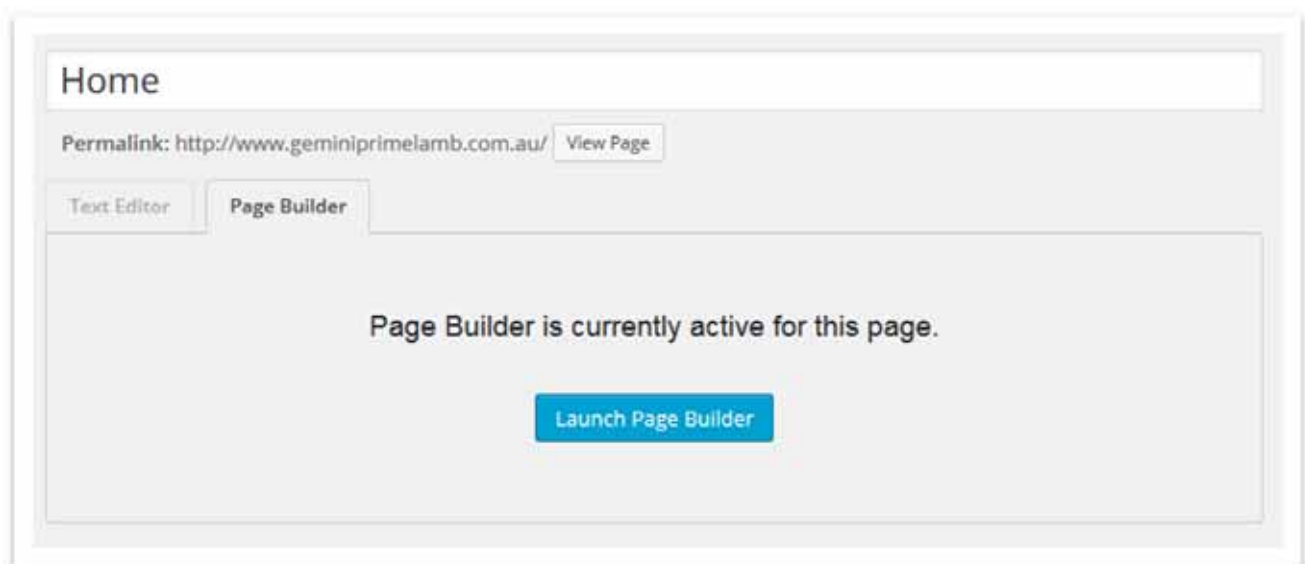 Home
Permalink: http://www.geminiprimelamb.com.au/ View Page
Text Editor Page Builder
Page Builder is currently active for this page.
Launch Page Builder